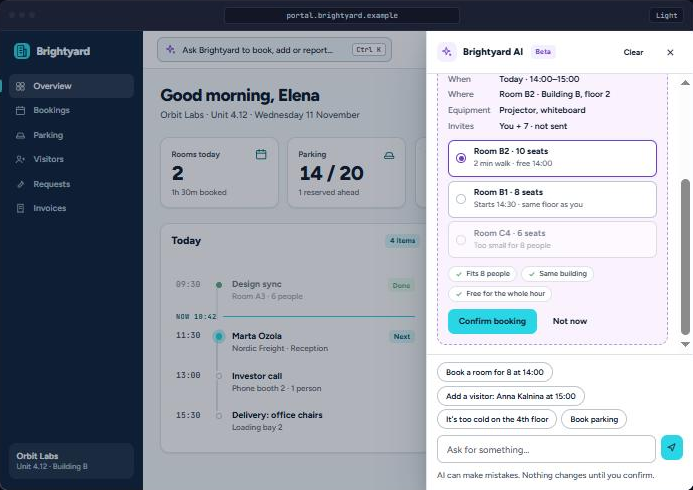 portal.brightyard.example
Light
Brightyard
Overview
Bookings
Parking
Visitors
Requests
Invoices
Orbit Labs
Unit 4.12 · Building B
Ask Brightyard to book, add or report...
Ctrl K
Good morning, Elena
Orbit Labs · Unit 4.12 · Wednesday 11 November
Rooms today
2
1h 30m booked
Parking
14 / 20
1 reserved ahead
Today
4 items
09:30
Design sync
Room A3 · 6 people
Done
NOW 10:42
11:30
Marta Ozola
Nordic Freight · Reception
Next
13:00
Investor call
Phone booth 2 · 1 person
15:30
Delivery: office chairs
Loading bay 2
Brightyard AI
Beta
Clear
When Today · 14:00–15:00
Where Room B2 · Building B, floor 2
Equipment Projector, whiteboard
Invites You + 7 · not sent
Room B2 · 10 seats
2 min walk · free 14:00
Room B1 · 8 seats
Starts 14:30 · same floor as you
Room C4 · 6 seats
Too small for 8 people
Fits 8 people
Same building
Free for the whole hour
Confirm booking
Not now
Book a room for 8 at 14:00
Add a visitor: Anna Kalnina at 15:00
It's too cold on the 4th floor
Book parking
Ask for something...
AI can make mistakes. Nothing changes until you confirm.